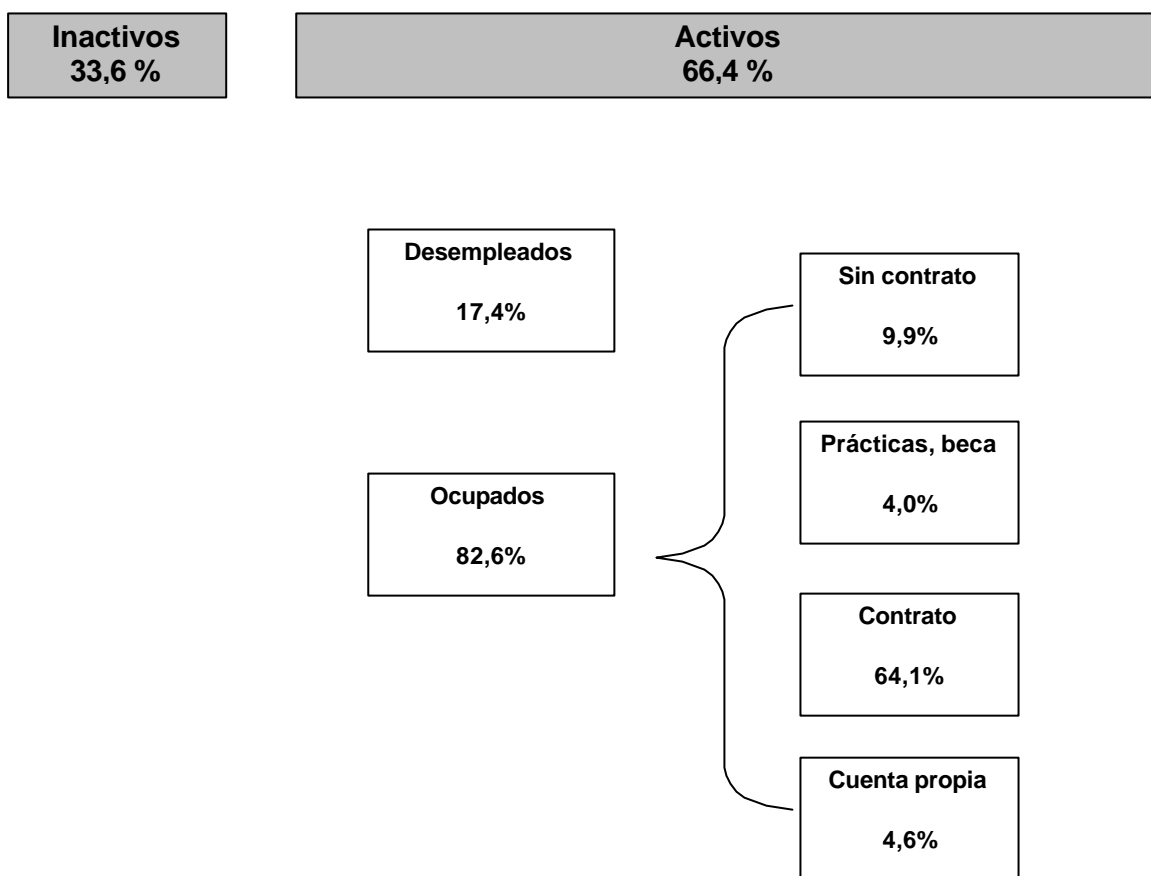 Inactivos
33,6 %
Activos
66,4 %
Desempleados
17,4%
Ocupados
82,6%
Sin contrato
9,9%
Prácticas, beca
4,0%
Contrato
64,1%
Cuenta propia
4,6%